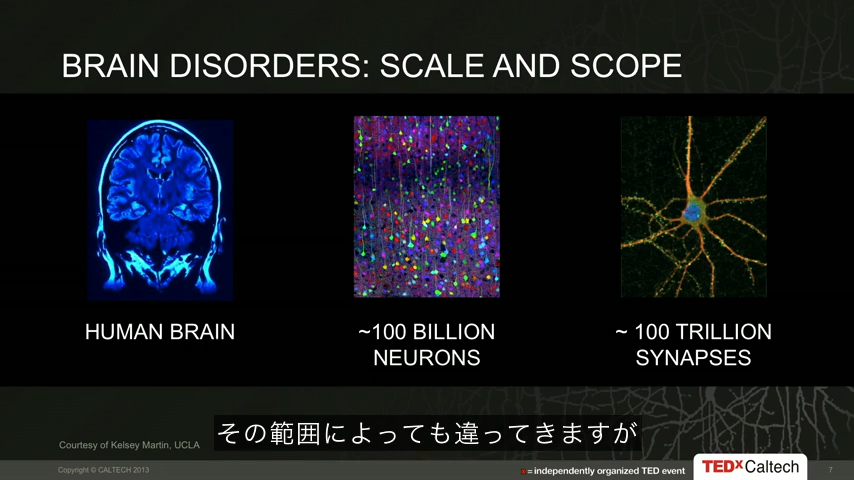 BRAIN DISORDERS: SCALE AND SCOPE
HUMAN BRAIN
~100 BILLION
NEURONS
~ 100 TRILLION
SYNAPSES
その範囲によっても違ってきますが
Courtesy of Kelsey Martin, UCLA
Copyright © CALTECH 2013
x = independently organized TED event
TEDxCaltech
7